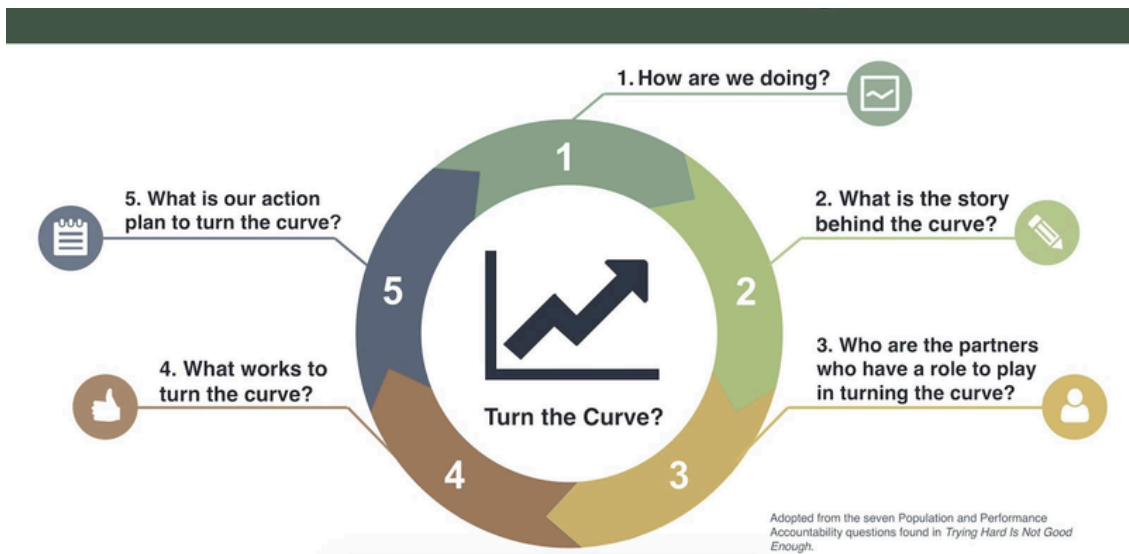 1. How are we doing?
1
2. What is the story
behind the curve?
2
3. Who are the partners
who have a role to play
in turning the curve?
3
4. What works to
turn the curve?
4
5. What is our action
plan to turn the curve?
5
Turn the Curve?
Adopted from the seven Population and Performance
Accountability questions found in Trying Hard Is Not Good
Enough.